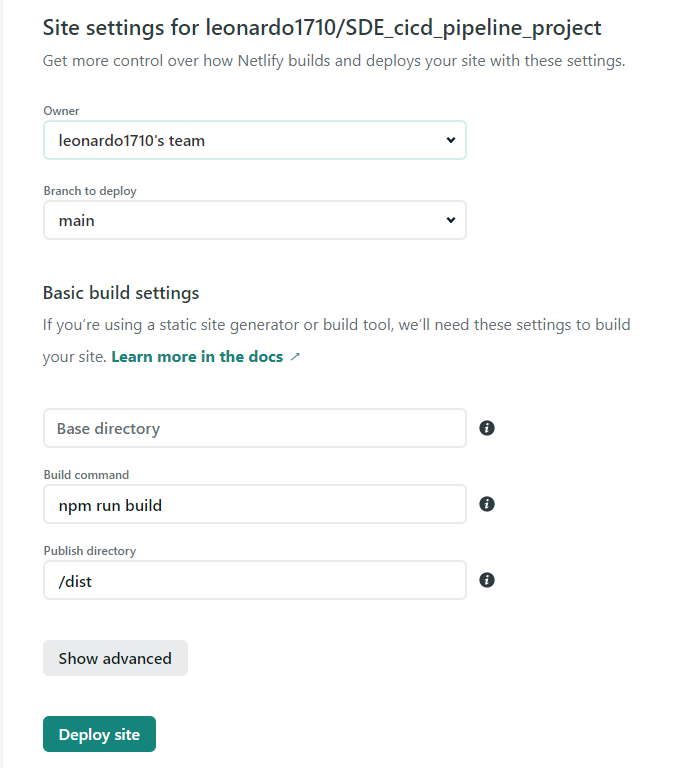 Site settings for leonardo1710/SDE_cicd_pipeline_project
Get more control over how Netlify builds and deploys your site with these settings.
Owner
leonardo1710's team
Branch to deploy
main
Basic build settings
If you’re using a static site generator or build tool, we’ll need these settings to build
your site. Learn more in the docs ↗
Base directory
Build command
npm run build
Publish directory
/dist
Show advanced
Deploy site